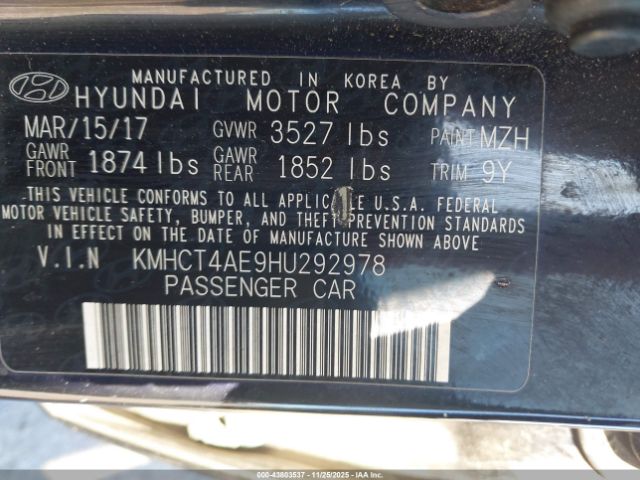 MANUFACTURED IN KOREA BY
HYUNDAI MOTOR COMPANY
MAR/15/17 GVWR 3527 lbs PAINT MZH
GAWR FRONT 1874 lbs GAWR REAR 1852 lbs TRIM 9Y
THIS VEHICLE CONFORMS TO ALL APPLICABLE U.S.A. FEDERAL
MOTOR VEHICLE SAFETY, BUMPER, AND THEFT PREVENTION STANDARDS
IN EFFECT ON THE DATE OF MANUFACTURE SHOWN ABOVE.
V.I.N KMHCT4AE9HU292978
PASSENGER CAR
000-43803537 - 11/25/2025 - COPYRIGHT IAA, LLC